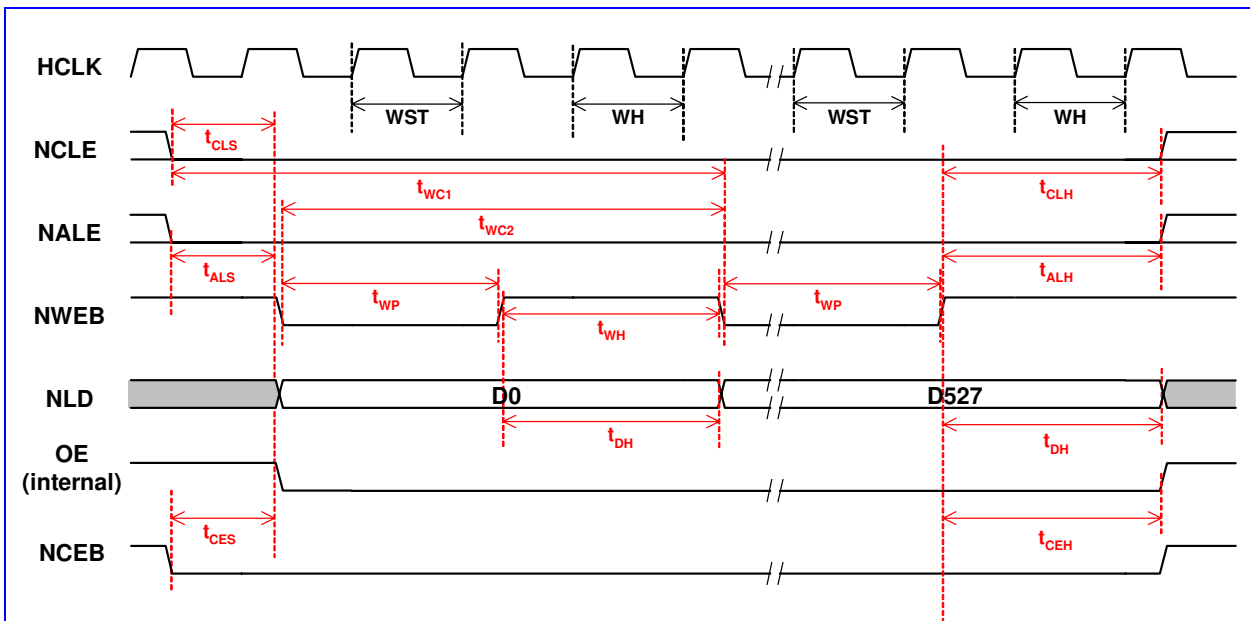 HCLK
WST WH WST WH
NCLE
tCLS
tWC1 tCLH
NALE
tWC2
tALS tALH
NWEB
tWP tWH tWP
NLD
D0 D527
tDH tDH
OE
(internal)
tCES tCEH
NCEB
// // // // // // //